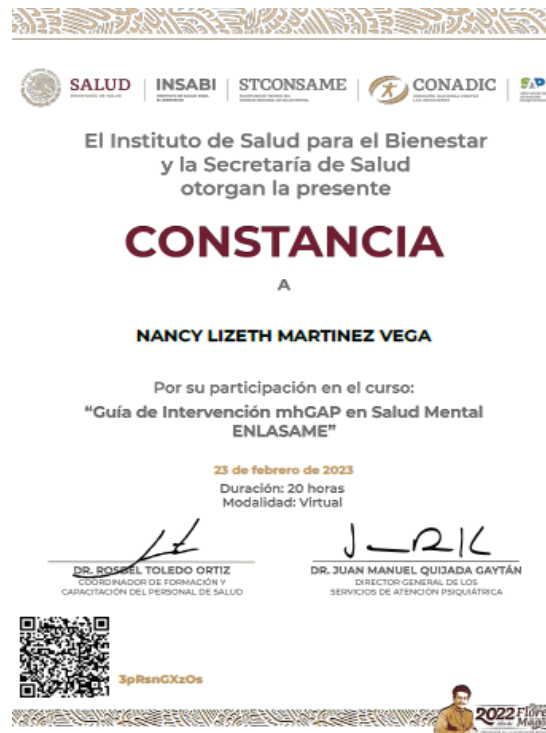 SALUD
SECRETARÍA DE SALUD
INSABI
STCONSAME
CONADIC
El Instituto de Salud para el Bienestar
y la Secretaría de Salud
otorgan la presente
CONSTANCIA
A
NANCY LIZETH MARTINEZ VEGA
Por su participación en el curso:
“Guía de Intervención mhGAP en Salud Mental
ENLASAME”
23 de febrero de 2023
Duración: 20 horas
Modalidad: Virtual
DR. ROSBEL TOLEDO ORTIZ
COORDINADOR DE FORMACIÓN Y
CAPACITACIÓN DEL PERSONAL DE SALUD
DR. JUAN MANUEL QUIJADA GAYTÁN
DIRECTOR GENERAL DE LOS
SERVICIOS DE ATENCIÓN PSIQUIÁTRICA
3pRsnGXzOs
2022